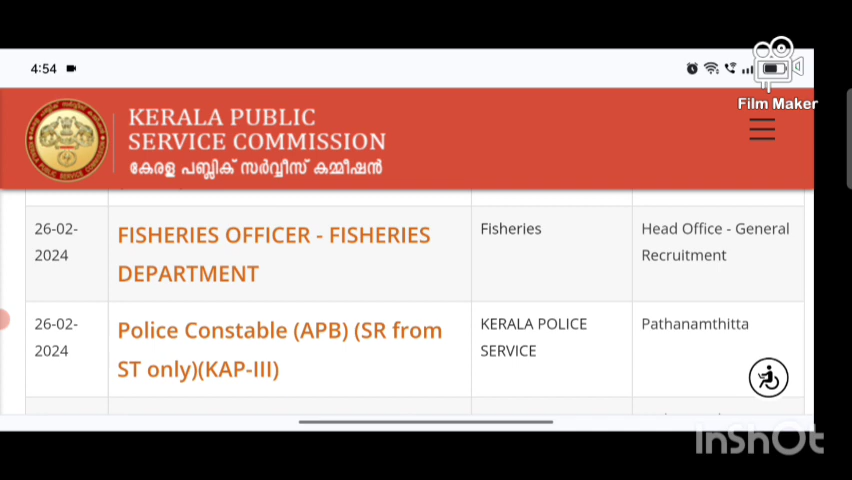 4:54
Film Maker
KERALA PUBLIC
SERVICE COMMISSION
കേരള പബ്ലിക് സർവ്വീസ് കമ്മീഷൻ
26-02-
2024
FISHERIES OFFICER - FISHERIES
DEPARTMENT
Fisheries
Head Office - General
Recruitment
26-02-
2024
Police Constable (APB) (SR from
ST only)(KAP-III)
KERALA POLICE
SERVICE
Pathanamthitta
InShOt